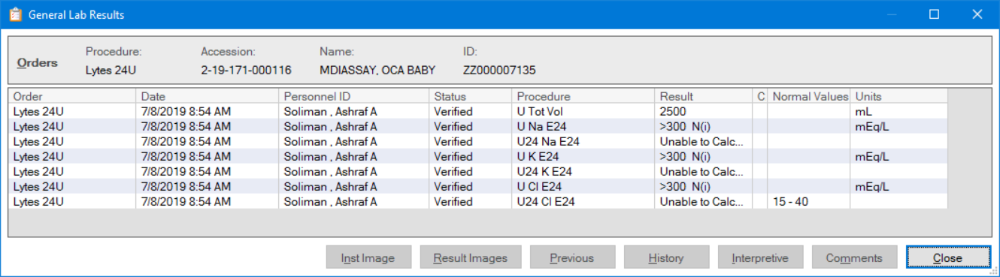 General Lab Results
Orders Procedure: Accession: Name: ID:
Lytes 24U 2-19-171-000116 MDIASSAY, OCA BABY ZZ000007135
Order Date Personnel ID Status Procedure Result C Normal Values Units
Lytes 24U 7/8/2019 8:54 AM Soliman , Ashraf A Verified U Tot Vol 2500 mL
Lytes 24U 7/8/2019 8:54 AM Soliman , Ashraf A Verified U Na E24 >300 N(i) mEq/L
Lytes 24U 7/8/2019 8:54 AM Soliman , Ashraf A Verified U24 Na E24 Unable to Calc...
Lytes 24U 7/8/2019 8:54 AM Soliman , Ashraf A Verified U K E24 >300 N(i) mEq/L
Lytes 24U 7/8/2019 8:54 AM Soliman , Ashraf A Verified U24 K E24 Unable to Calc...
Lytes 24U 7/8/2019 8:54 AM Soliman , Ashraf A Verified U Cl E24 >300 N(i) mEq/L
Lytes 24U 7/8/2019 8:54 AM Soliman , Ashraf A Verified U24 Cl E24 Unable to Calc... 15 - 40
Inst Image Result Images Previous History Interpretive Comments Close